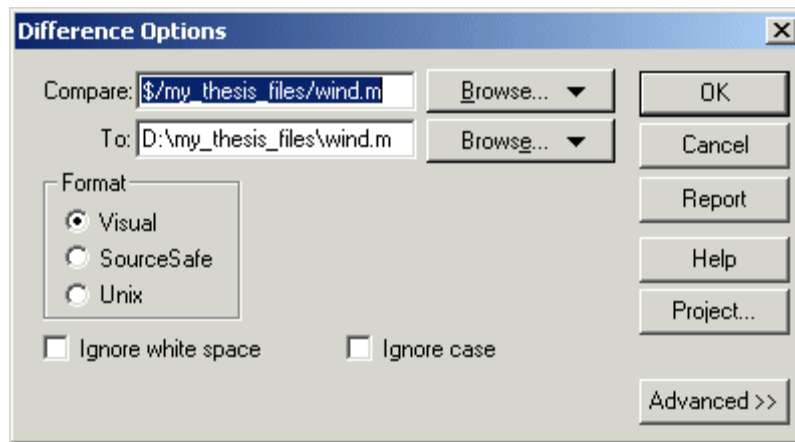 Difference Options
Compare: $/my_thesis_files/wind.m Browse... OK
To: D:\my_thesis_files\wind.m Browse... Cancel
Format
Visual
SourceSafe
Unix
Report
Help
Project...
Ignore white space Ignore case
Advanced >>